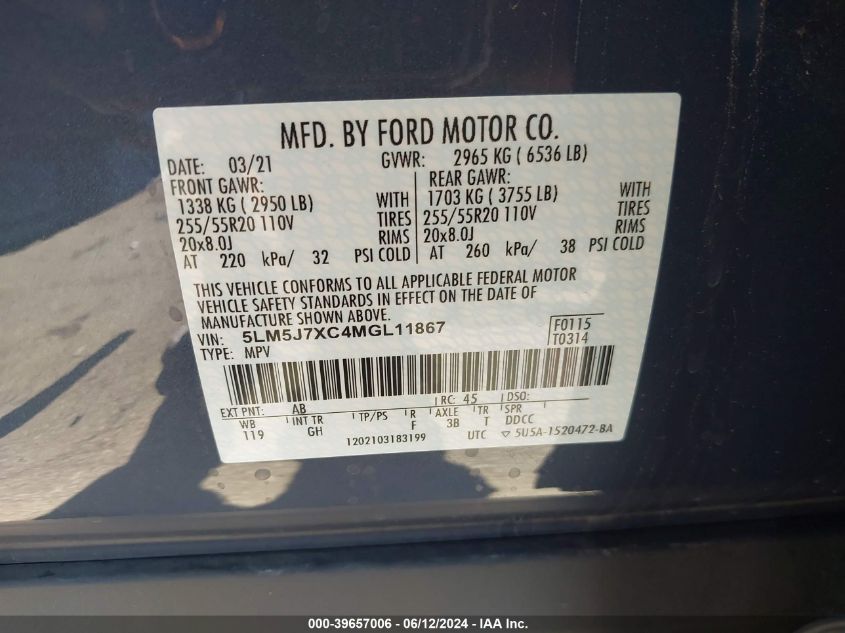 MFD. BY FORD MOTOR CO.
DATE: 03/21 GVWR: 2965 KG ( 6536 LB)
FRONT GAWR: REAR GAWR:
1338 KG ( 2950 LB) WITH 1703 KG ( 3755 LB) WITH
255/55R20 110V TIRES 255/55R20 110V TIRES
20x8.0J RIMS 20x8.0J RIMS
AT 220 kPa/ 32 PSI COLD AT 260 kPa/ 38 PSI COLD
THIS VEHICLE CONFORMS TO ALL APPLICABLE FEDERAL MOTOR
VEHICLE SAFETY STANDARDS IN EFFECT ON THE DATE OF
MANUFACTURE SHOWN ABOVE.
VIN: 5LM5J7XC4MGL11867 F0115
TYPE: MPV T0314
EXT PNT: AB RC: 45 DSO:
WB INT TR TP/PS R AXLE TR SPR
119 GH F 3B T DDCC
1202103183199 UTC ▽ 5U5A-1520472-BA
000-39657006 | 06/12/2024 | IAA Inc.